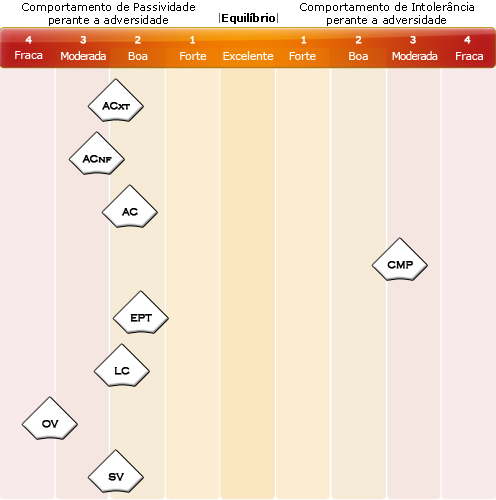 Comportamento de Passividade
perante a adversidade
|Equilíbrio|
Comportamento de Intolerância
perante a adversidade
4 3 2 1 1 2 3 4
Fraca Moderada Boa Forte Excelente Forte Boa Moderada Fraca
ACXT
ACNF
AC
CMP
EPT
LC
OV
SV